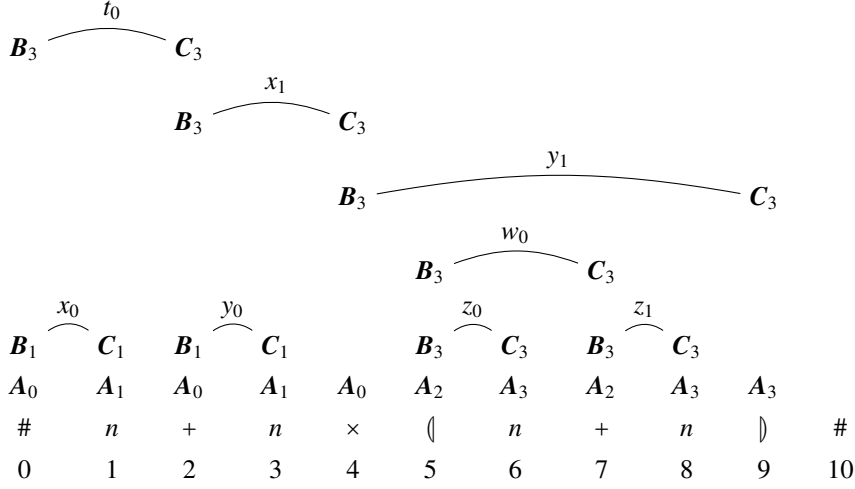 t₀
B₃ C₃
x₁
B₃ C₃
y₁
B₃ C₃
w₀
B₃ C₃
x₀ y₀ z₀ z₁
B₁ C₁ B₁ C₁ B₃ C₃ B₃ C₃
A₀ A₁ A₀ A₁ A₀ A₂ A₃ A₂ A₃ A₃
# n + n × ⦇ n + n ⦈ #
0 1 2 3 4 5 6 7 8 9 10